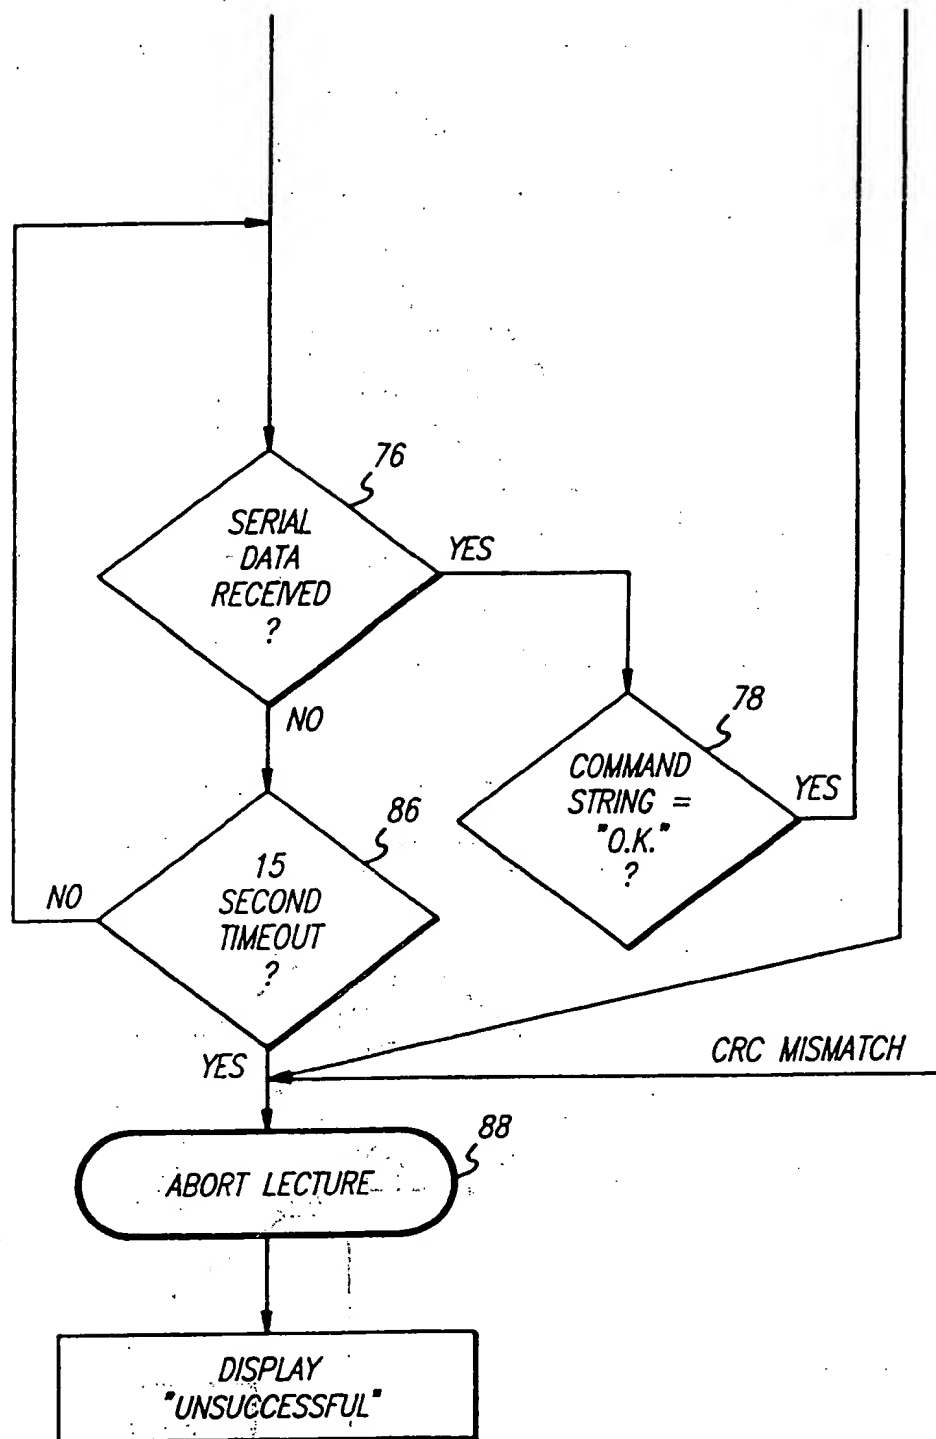 76
SERIAL
DATA
RECEIVED
?
YES
NO
78
COMMAND
STRING =
"O.K."
?
YES
86
15
SECOND
TIMEOUT
?
NO
YES
CRC MISMATCH
88
ABORT LECTURE
DISPLAY
"UNSUCCESSFUL"